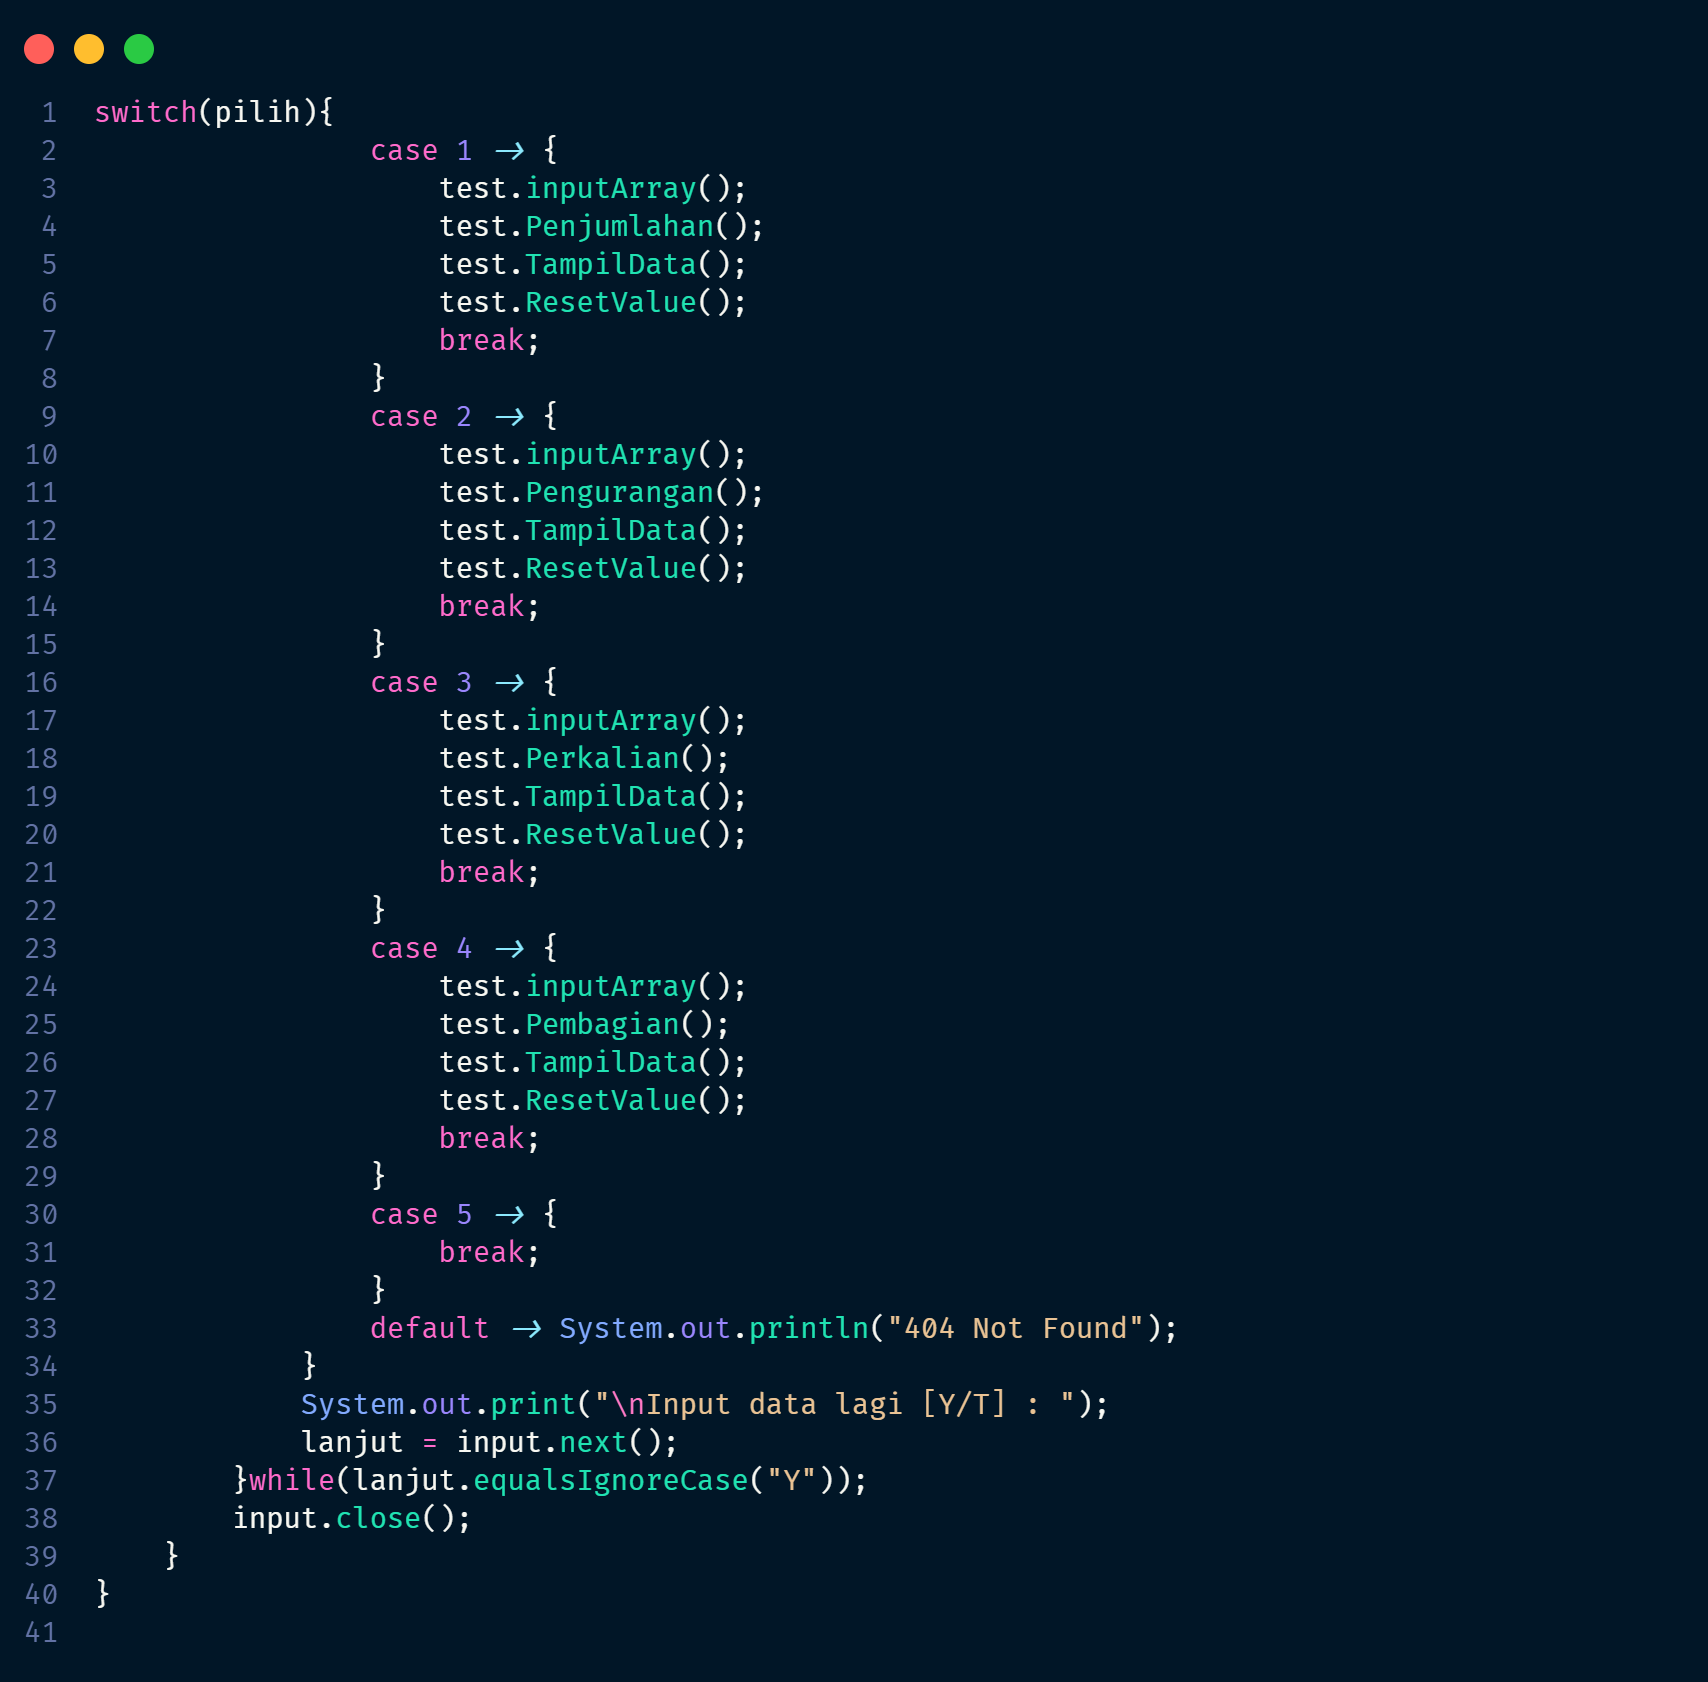 1 switch(pilih){
2 case 1 -> {
3 test.inputArray();
4 test.Penjumlahan();
5 test.TampilData();
6 test.ResetValue();
7 break;
8 }
9 case 2 -> {
10 test.inputArray();
11 test.Pengurangan();
12 test.TampilData();
13 test.ResetValue();
14 break;
15 }
16 case 3 -> {
17 test.inputArray();
18 test.Perkalian();
19 test.TampilData();
20 test.ResetValue();
21 break;
22 }
23 case 4 -> {
24 test.inputArray();
25 test.Pembagian();
26 test.TampilData();
27 test.ResetValue();
28 break;
29 }
30 case 5 -> {
31 break;
32 }
33 default -> System.out.println("404 Not Found");
34 }
35 System.out.print("\nInput data lagi [Y/T] : ");
36 lanjut = input.next();
37 }while(lanjut.equalsIgnoreCase("Y"));
38 input.close();
39 }
40 }
41